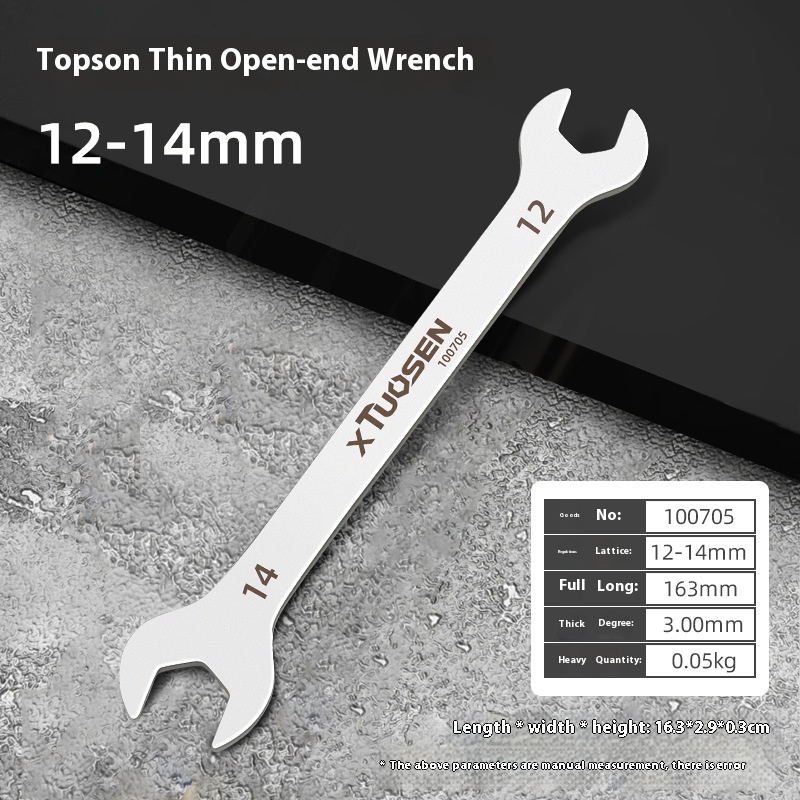 Topson Thin Open-end Wrench
12-14mm
12
XTUOSEN
100705
14
Goods No: 100705
Regulations Lattice: 12-14mm
Full Long: 163mm
Thick Degree: 3.00mm
Heavy Quantity: 0.05kg
Length * width * height: 16.3*2.9*0.3cm
* The above parameters are manual measurement, there is error